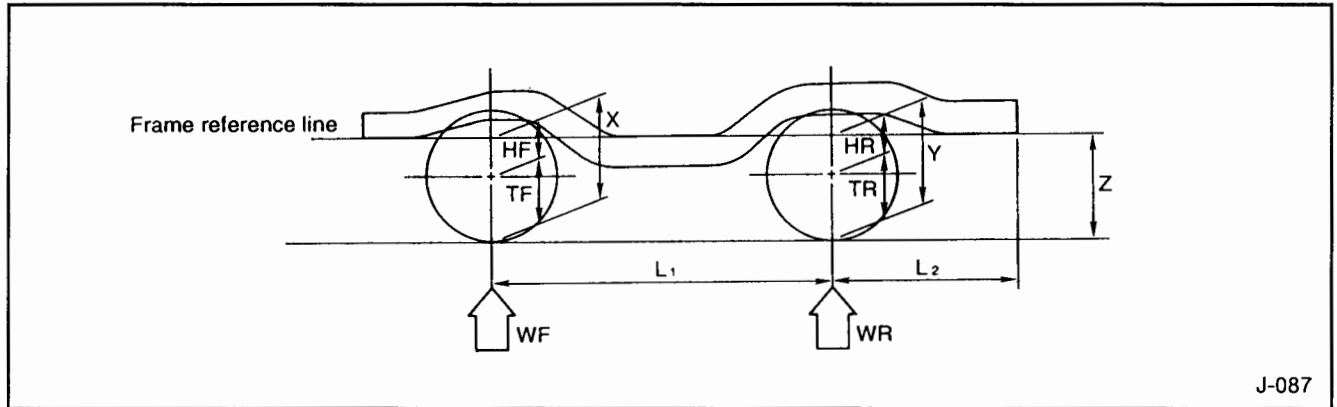 Frame reference line
X
HF
TF
HR
Y
TR
Z
L₁
L₂
WF
WR
J-087